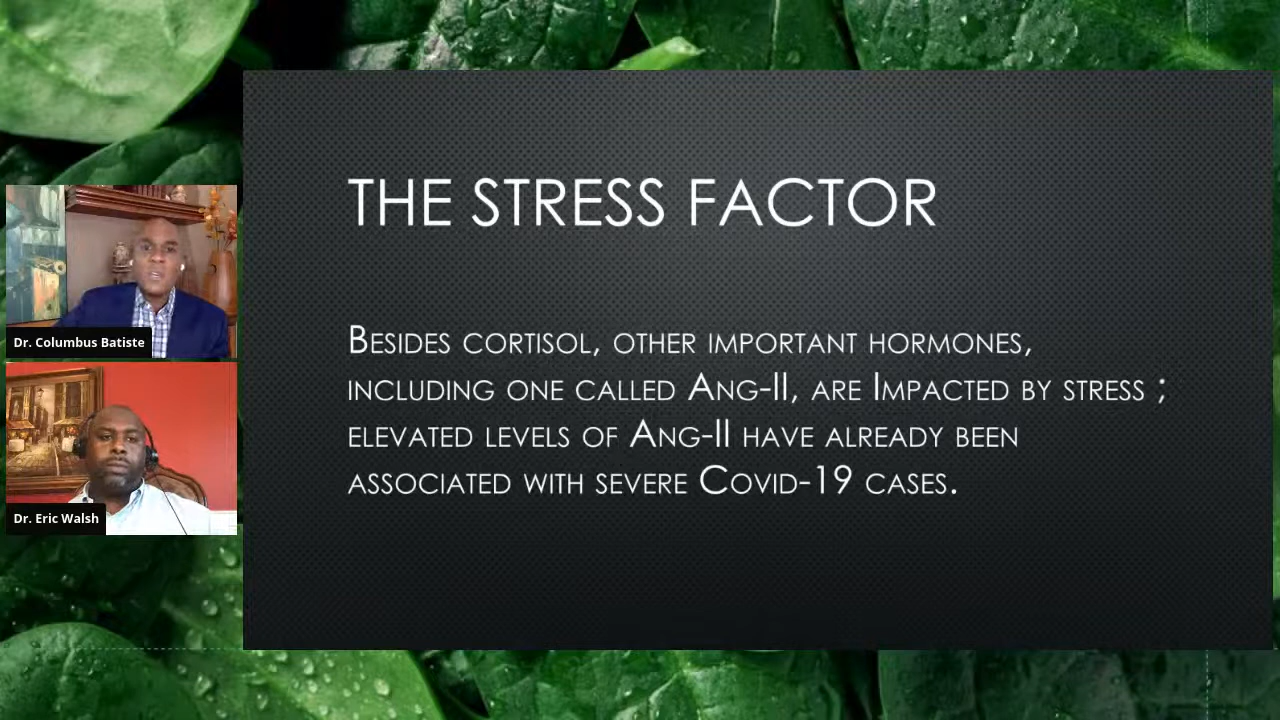 THE STRESS FACTOR
Besides cortisol, other important hormones,
including one called Ang-II, are Impacted by stress ;
elevated levels of Ang-II have already been
associated with severe Covid-19 cases.
Dr. Columbus Batiste
Dr. Eric Walsh